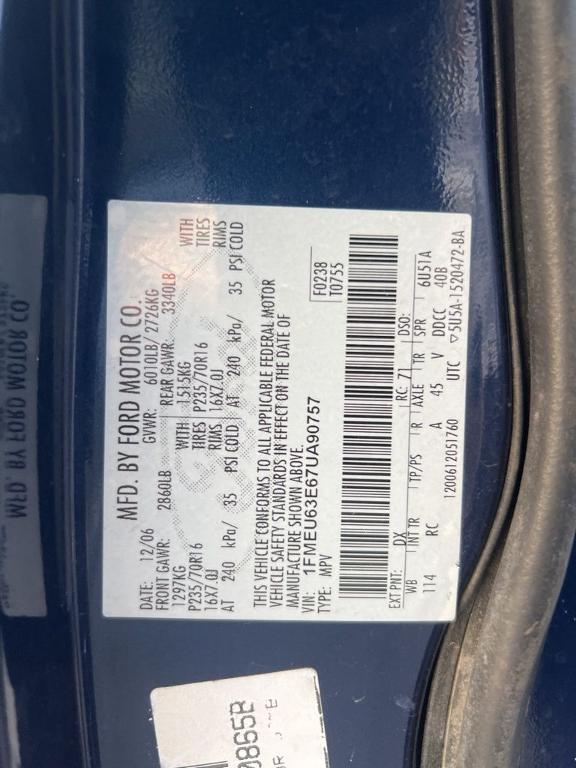 MFD. BY FORD MOTOR CO.
DATE: 12/06 GVWR: 6010LB/ 2726KG
FRONT GAWR: 2860LB REAR GAWR: 3340LB
1297KG WITH 1515KG WITH
P235/70R16 TIRES P235/70R16 TIRES
16X7.0J RIMS 16X7.0J RIMS
AT 240 kPa/ 35 PSI COLD AT 240 kPa/ 35 PSI COLD
THIS VEHICLE CONFORMS TO ALL APPLICABLE FEDERAL MOTOR
VEHICLE SAFETY STANDARDS IN EFFECT ON THE DATE OF
MANUFACTURE SHOWN ABOVE.
VIN: 1FMEU63E67UA90757 F0238
TYPE: MPV T0755
EXT PNT: DX RC: 71 DSO:
WB INT TR TP/PS R AXLE TR SPR 6U51A
114 RC A 45 V DDCC 40B
1200612051760 UTC ▽5U5A-1520472-BA
MFD. BY FORD MOTOR CO
0865B